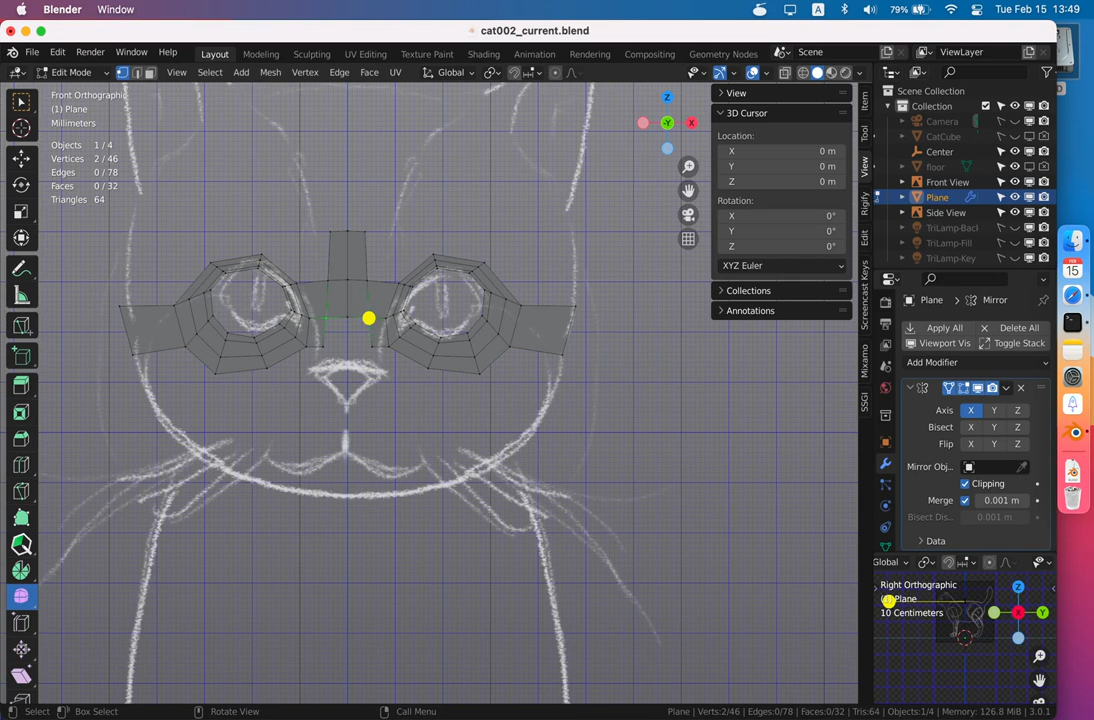 Blender Window A 79% Tue Feb 15 13:49
cat002_current.blend
File Edit Render Window Help Layout Modeling Sculpting UV Editing Texture Paint Shading Animation Rendering Compositing Geometry Nodes Scene ViewLayer
Edit Mode View Select Add Mesh Vertex Edge Face UV Global
Front Orthographic
(1) Plane
Millimeters
Objects 1 / 4
Vertices 2 / 46
Edges 0 / 78
Faces 0 / 32
Triangles 64
Z
Y
X
View
3D Cursor
Location:
X 0 m
Y 0 m
Z 0 m
Rotation:
X 0°
Y 0°
Z 0°
XYZ Euler
Collections
Annotations
Item
Tool
View
Rigify
Edit
Screencast Keys
Mixamo
SSGI
Scene Collection
Collection
Camera
CatCube
Center
floor
Front View
Plane
Side View
TriLamp-Back
TriLamp-Fill
TriLamp-Key
Plane Mirror
Apply All Delete All
Viewport Vis Toggle Stack
Add Modifier
Axis X Y Z
Bisect X Y Z
Flip X Y Z
Mirror Obj..
Clipping
Merge 0.001 m
Bisect Dis... 0.001 m
Data
Global
Right Orthographic
(1) Plane
10 Centimeters
Z
X
Y
FEB
15
Select Box Select Rotate View Call Menu Plane | Verts:2/46 | Edges:0/78 | Faces:0/32 | Tris:64 | Objects:1/4 | Memory: 126.8 MiB | 3.0.1